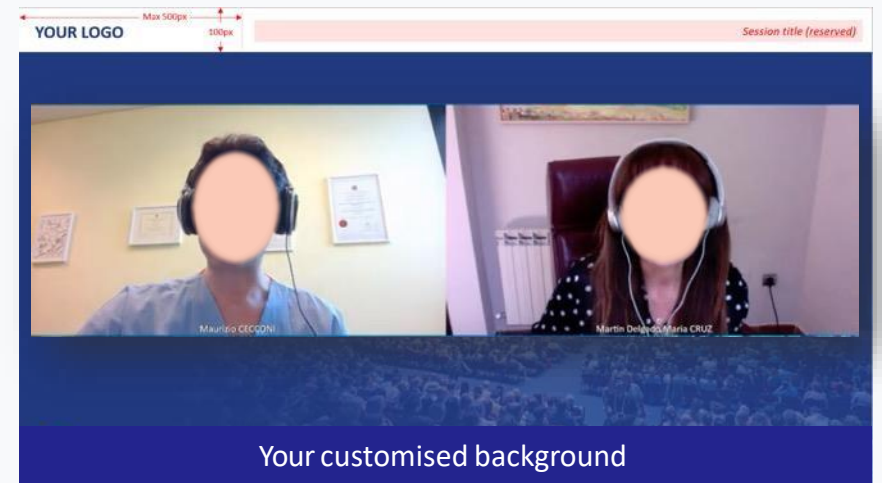 Max 500px
YOUR LOGO
100px
Session title (reserved)
Maurizio CECCONI
Martin Delgado Maria CRUZ
Your customised background